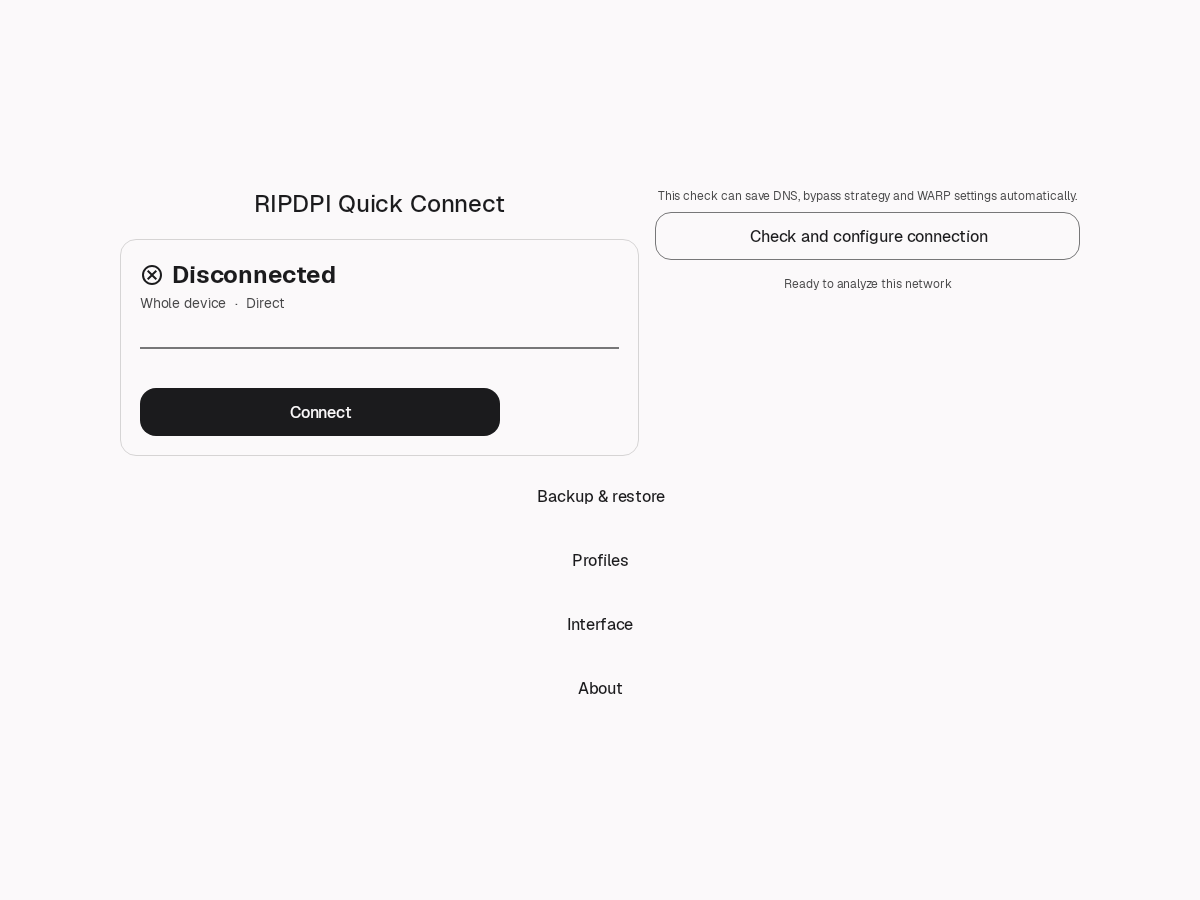 RIPDPI Quick Connect
Disconnected
Whole device · Direct
Connect
This check can save DNS, bypass strategy and WARP settings automatically.
Check and configure connection
Ready to analyze this network
Backup & restore
Profiles
Interface
About